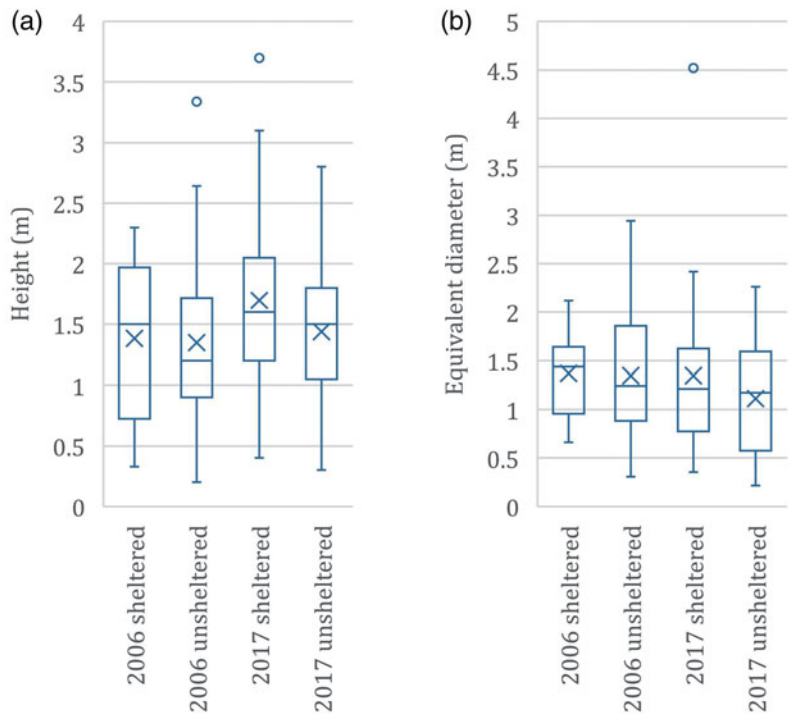 (a)
Height (m)
4
3.5
3
2.5
2
1.5
1
0.5
0
2006 sheltered
2006 unsheltered
2017 sheltered
2017 unsheltered
(b)
Equivalent diameter (m)
5
4.5
4
3.5
3
2.5
2
1.5
1
0.5
0
2006 sheltered
2006 unsheltered
2017 sheltered
2017 unsheltered